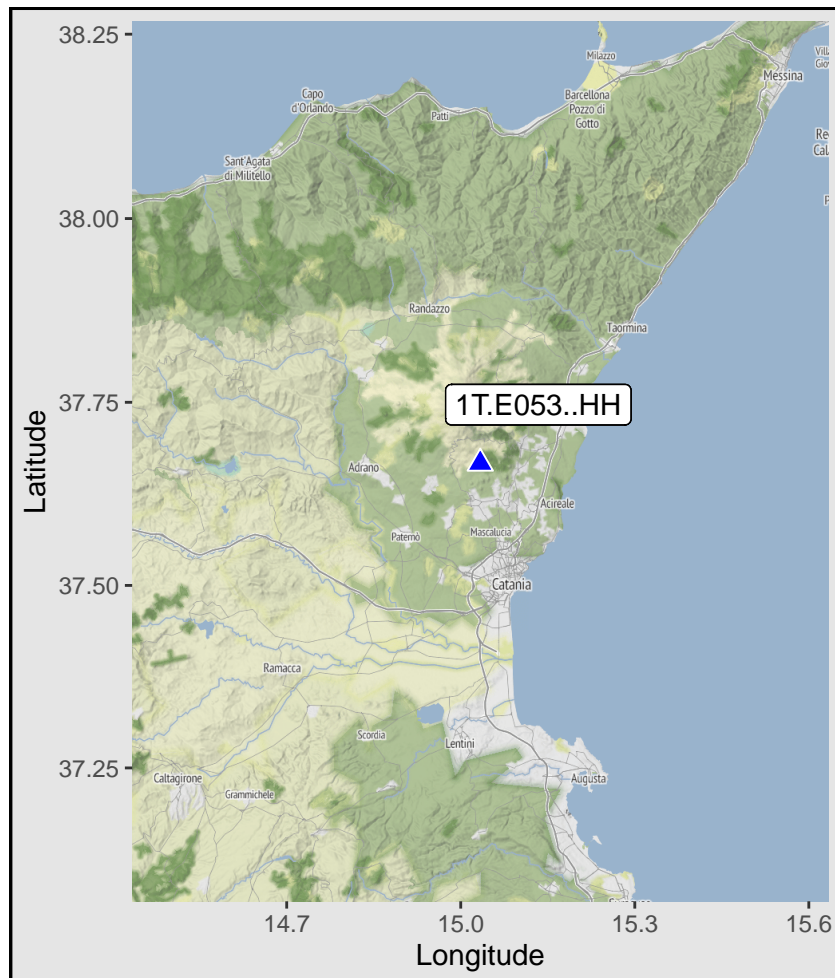 38.25
38.00
37.75
37.50
37.25
Latitude
Milazzo
Messina
Capo
d'Orlando
Barcellona
Pozzo di
Gotto
Patti
Sant'Agata
di Militello
Randazzo
Taormina
1T.E053..HH
Adrano
Acireale
Paternò
Mascalucia
Catania
Ramacca
Scordia
Lentini
Caltagirone
Grammichele
Augusta
14.7
15.0
15.3
15.6
Longitude